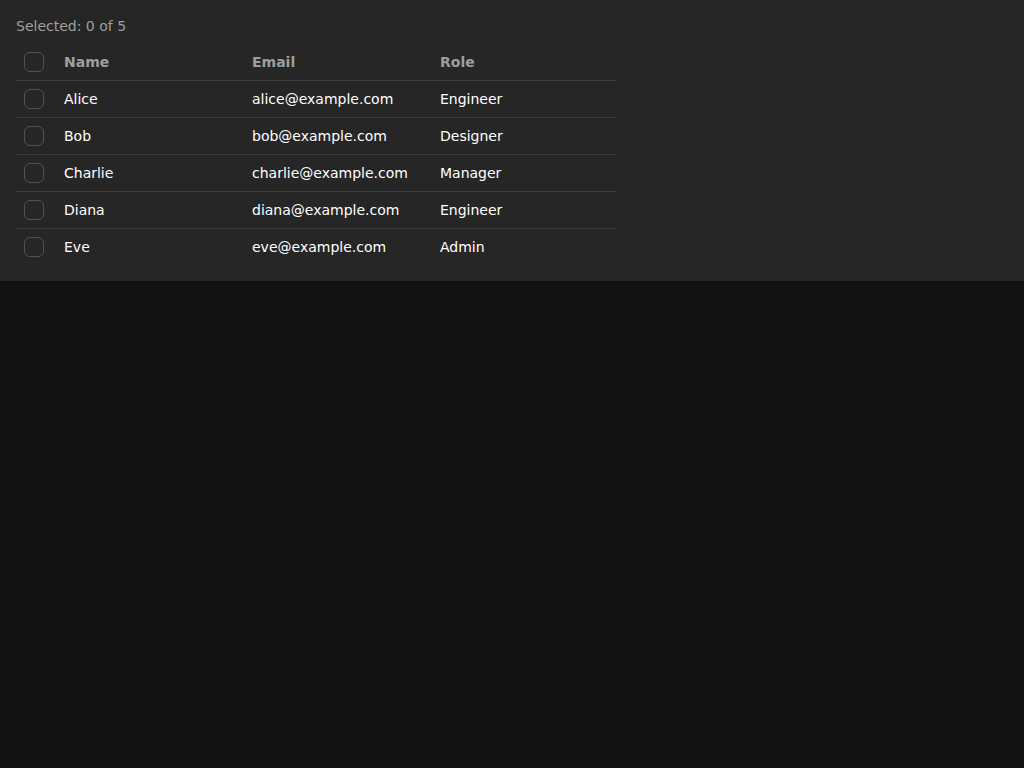 Selected: 0 of 5
Name Email Role
Alice alice@example.com Engineer
Bob bob@example.com Designer
Charlie charlie@example.com Manager
Diana diana@example.com Engineer
Eve eve@example.com Admin